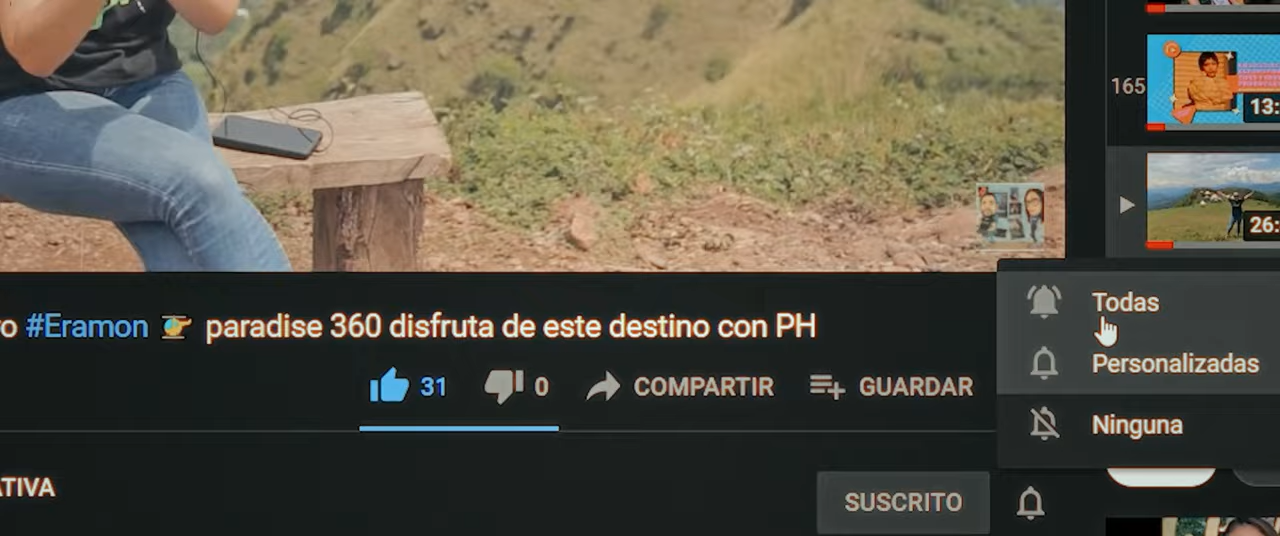 165
13:
26:
#Eramon paradise 360 disfruta de este destino con PH
31 0 COMPARTIR GUARDAR
Todas
Personalizadas
Ninguna
SUSCRITO